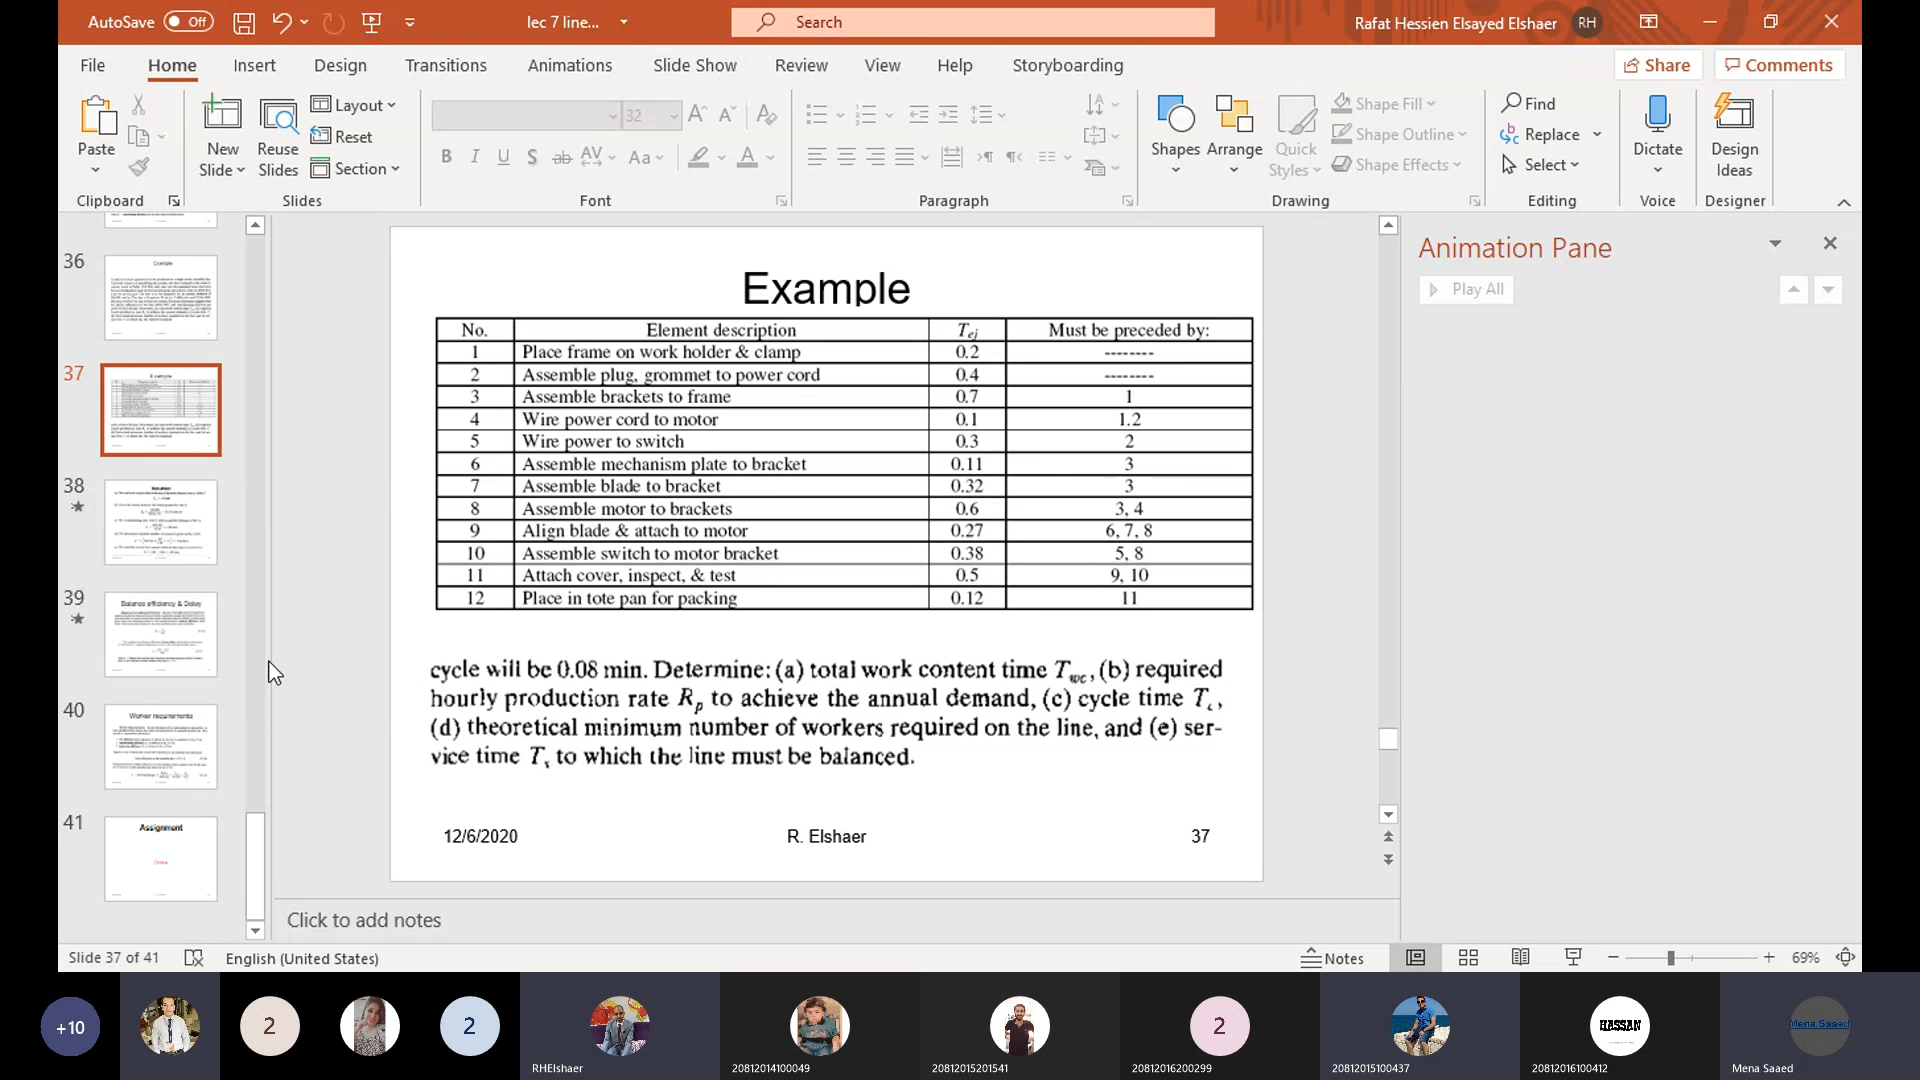 AutoSave Off lec 7 line... Search Rafat Hessien Elsayed Elshaer RH
File Home Insert Design Transitions Animations Slide Show Review View Help Storyboarding Share Comments
Paste
New Slide
Reuse Slides
Layout
Reset
Section
32
Shapes
Arrange
Quick Styles
Shape Fill
Shape Outline
Shape Effects
Find
Replace
Select
Dictate
Design Ideas
Clipboard Slides Font Paragraph Drawing Editing Voice Designer
36
37
38
39
Balance efficiency & Delay
40
Worker requirements
41
Assignment
Example
No. Element description Tej Must be preceded by:
1 Place frame on work holder & clamp 0.2 --------
2 Assemble plug, grommet to power cord 0.4 --------
3 Assemble brackets to frame 0.7 1
4 Wire power cord to motor 0.1 1.2
5 Wire power to switch 0.3 2
6 Assemble mechanism plate to bracket 0.11 3
7 Assemble blade to bracket 0.32 3
8 Assemble motor to brackets 0.6 3, 4
9 Align blade & attach to motor 0.27 6, 7, 8
10 Assemble switch to motor bracket 0.38 5, 8
11 Attach cover, inspect, & test 0.5 9, 10
12 Place in tote pan for packing 0.12 11
cycle will be 0.08 min. Determine: (a) total work content time Twc, (b) required
hourly production rate Rp to achieve the annual demand, (c) cycle time Tc,
(d) theoretical minimum number of workers required on the line, and (e) ser-
vice time Ts to which the line must be balanced.
12/6/2020 R. Elshaer 37
Animation Pane
Play All
Click to add notes
Slide 37 of 41 English (United States) Notes 69%
+10 2 2 2 HASSAN Mena Saaed
RHElshaer 20812014100049 20812015201541 20812016200299 20812015100437 20812016100412 Mena Saaed